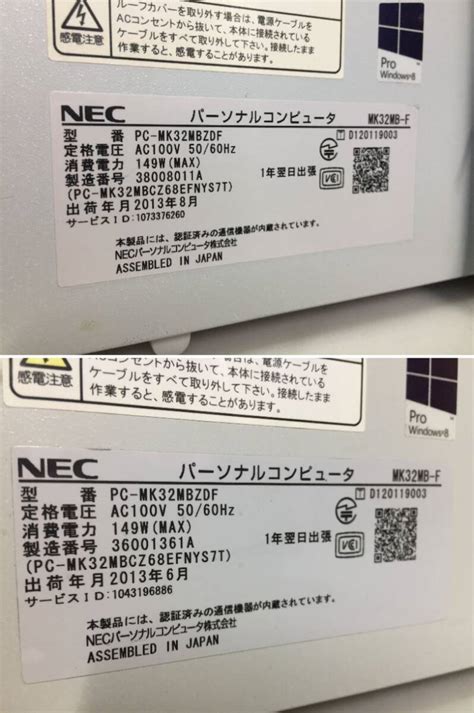 ルーフカバーを取り外す場合は、電源ケーブルを
ACコンセントから抜いて、本体に接続されている
ケーブルをすべて取り外して下さい。接続したまま
作業すると、感電することがあります。
感電注意
Pro
Windows8
NEC パーソナルコンピュータ MK32MB-F
型 番 PC-MK32MBZDF
T D120119003
定格電圧 AC100V 50/60Hz
消費電力 149W(MAX)
製造番号 38008011A
1年翌日出張
(PC-MK32MBCZ68EFNYS7T)
出荷年月 2013年8月
サービスID:1073376260
本製品には、認証済みの通信機器が内蔵されています。
NECパーソナルコンピュータ株式会社
ASSEMBLED IN JAPAN
ACコンセントから抜いて、本体に接続されている
ケーブルをすべて取り外して下さい。接続したまま
作業すると、感電することがあります。
感電注意
Pro
Windows8
NEC パーソナルコンピュータ MK32MB-F
型 番 PC-MK32MBZDF
T D120119003
定格電圧 AC100V 50/60Hz
消費電力 149W(MAX)
製造番号 36001361A
1年翌日出張
(PC-MK32MBCZ68EFNYS7T)
出荷年月 2013年6月
サービスID:1043196886
本製品には、認証済みの通信機器が内蔵されています。
NECパーソナルコンピュータ株式会社
ASSEMBLED IN JAPAN